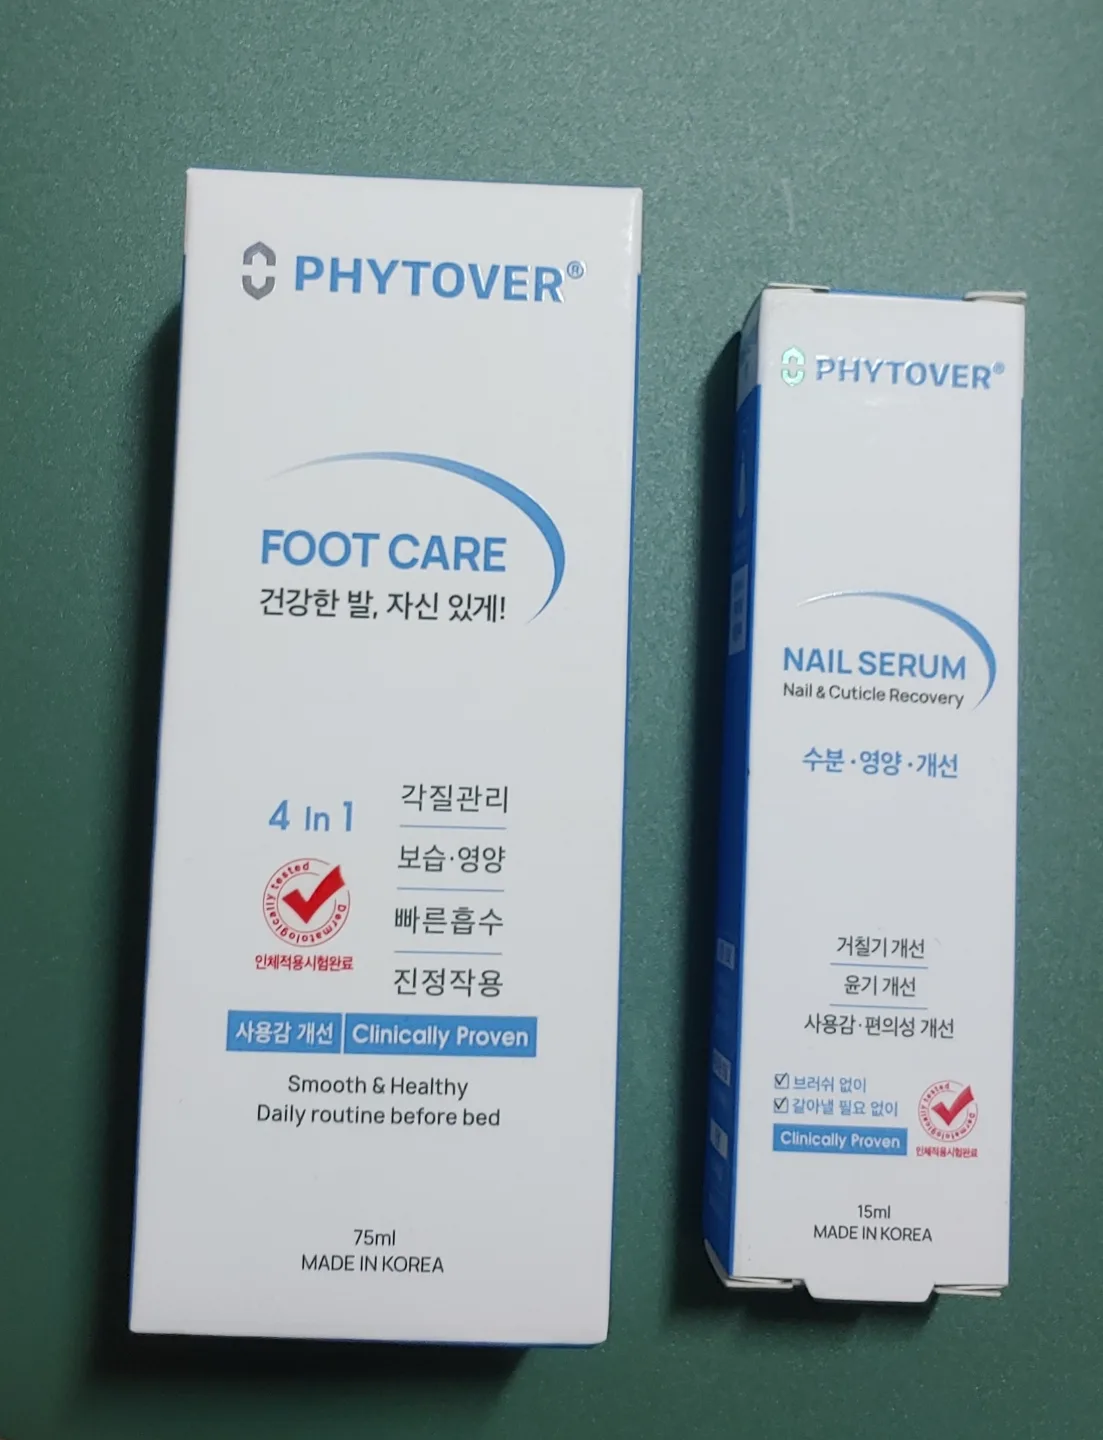 PHYTOVER®
FOOT CARE
건강한 발, 자신 있게!
4 In 1
각질관리
보습·영양
빠른흡수
진정작용
Dermatologically tested
인체적용시험완료
사용감 개선 Clinically Proven
Smooth & Healthy
Daily routine before bed
75ml
MADE IN KOREA
PHYTOVER®
NAIL SERUM
Nail & Cuticle Recovery
수분·영양·개선
거칠기 개선
윤기 개선
사용감·편의성 개선
브러쉬 없이
갈아낼 필요 없이
Clinically Proven
Dermatologically tested
인체적용시험완료
15ml
MADE IN KOREA